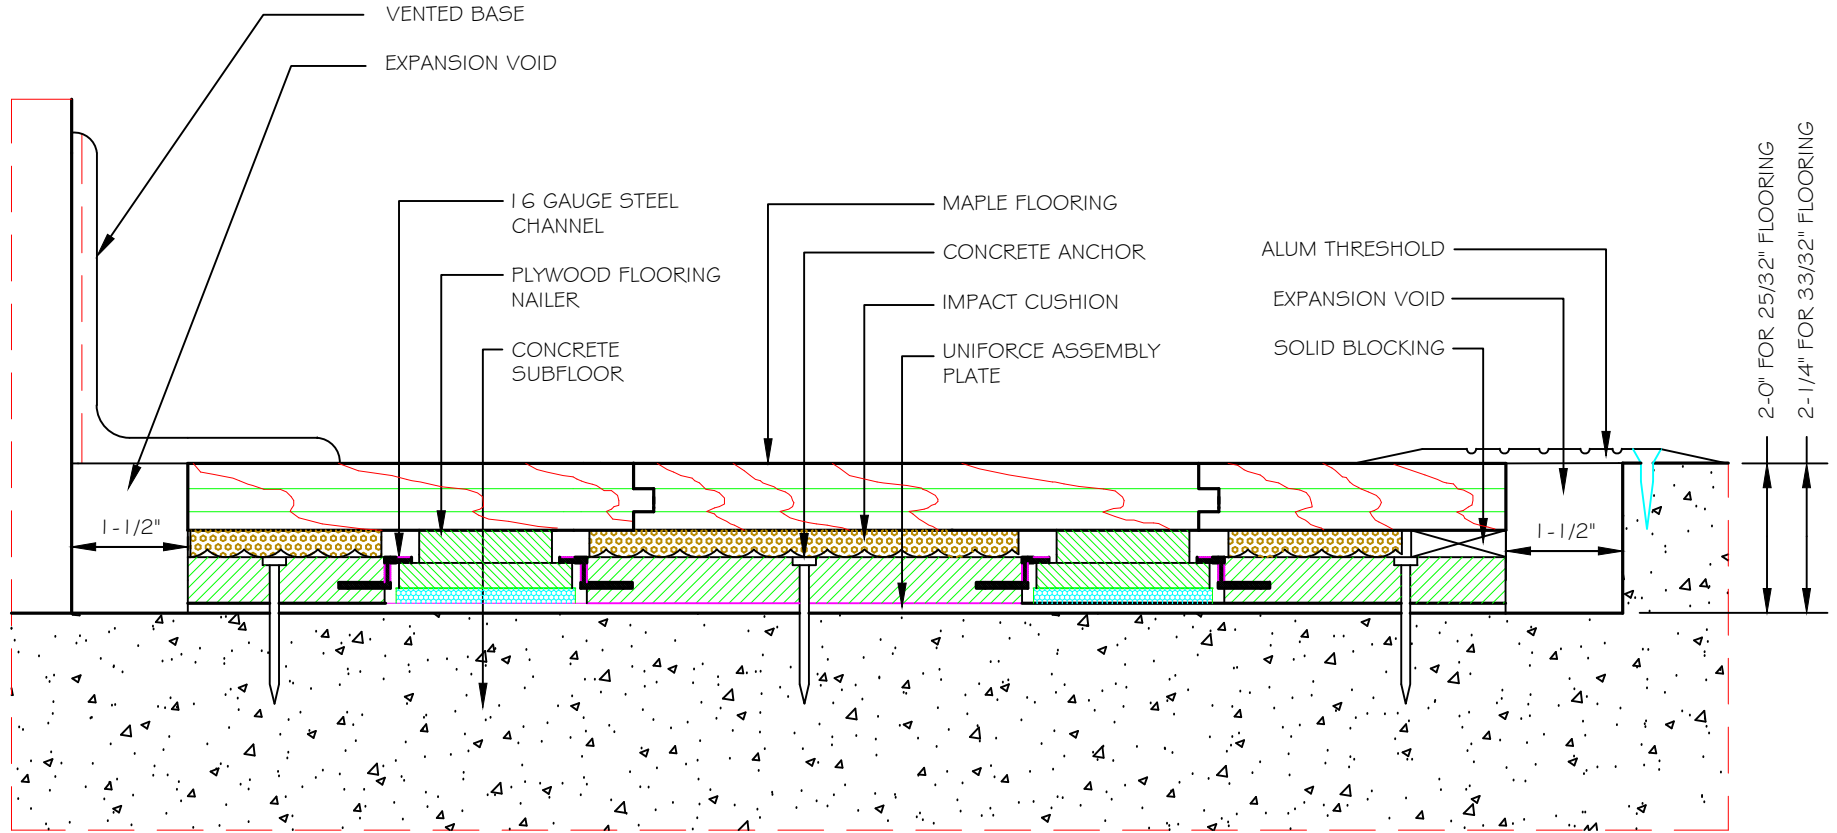 VENTED BASE
EXPANSION VOID
16 GAUGE STEEL
CHANNEL
PLYWOOD FLOORING
NAILER
CONCRETE
SUBFLOOR
MAPLE FLOORING
CONCRETE ANCHOR
IMPACT CUSHION
UNIFORCE ASSEMBLY
PLATE
ALUM THRESHOLD
EXPANSION VOID
SOLID BLOCKING
2-0" FOR 25/32" FLOORING
2-1/4" FOR 33/32" FLOORING
1-1/2"
1-1/2"